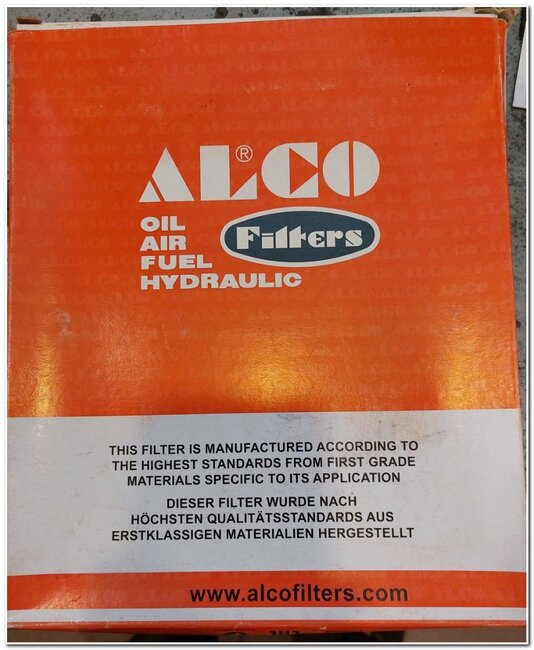 ALCO®
OIL
AIR
FUEL
HYDRAULIC
Filters
THIS FILTER IS MANUFACTURED ACCORDING TO
THE HIGHEST STANDARDS FROM FIRST GRADE
MATERIALS SPECIFIC TO ITS APPLICATION
DIESER FILTER WURDE NACH
HÖCHSTEN QUALITÄTSSTANDARDS AUS
ERSTKLASSIGEN MATERIALIEN HERGESTELLT
www.alcofilters.com